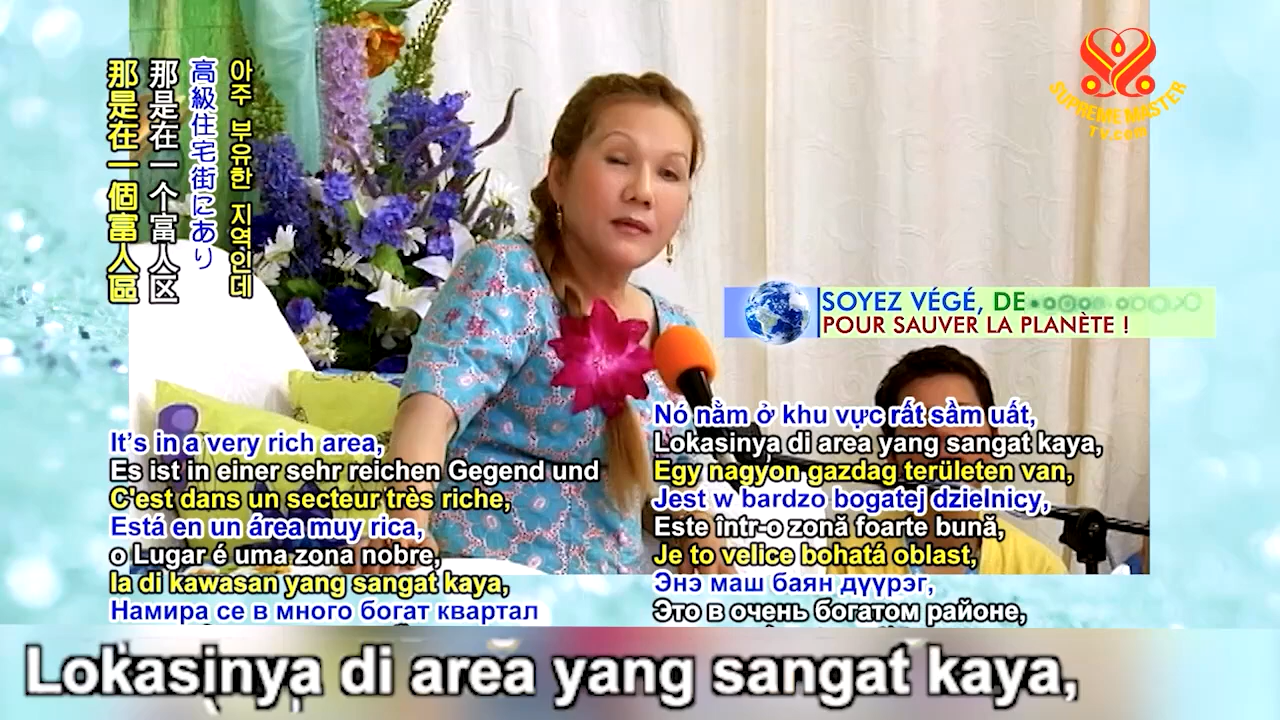 아주 부유한 지역인데
高級住宅街にあり
那是在一个富人区
那是在一個富人區
SUPREME MASTER
TV.COM
SOYEZ VÉGÉ, DE
POUR SAUVER LA PLANÈTE !
It's in a very rich area,
Es ist in einer sehr reichen Gegend und
C'est dans un secteur très riche,
Está en un área muy rica,
o Lugar é uma zona nobre,
Ia di kawasan yang sangat kaya,
Намира се в много богат квартал
Nó nằm ở khu vực rất sầm uất,
Lokasinya di area yang sangat kaya,
Egy nagyon gazdag területen van,
Jest w bardzo bogatej dzielnicy,
Este într-o zonă foarte bună,
Je to velice bohatá oblast,
Энэ маш баян дүүрэг,
Это в очень богатом районе,
Lokasinya di area yang sangat kaya,